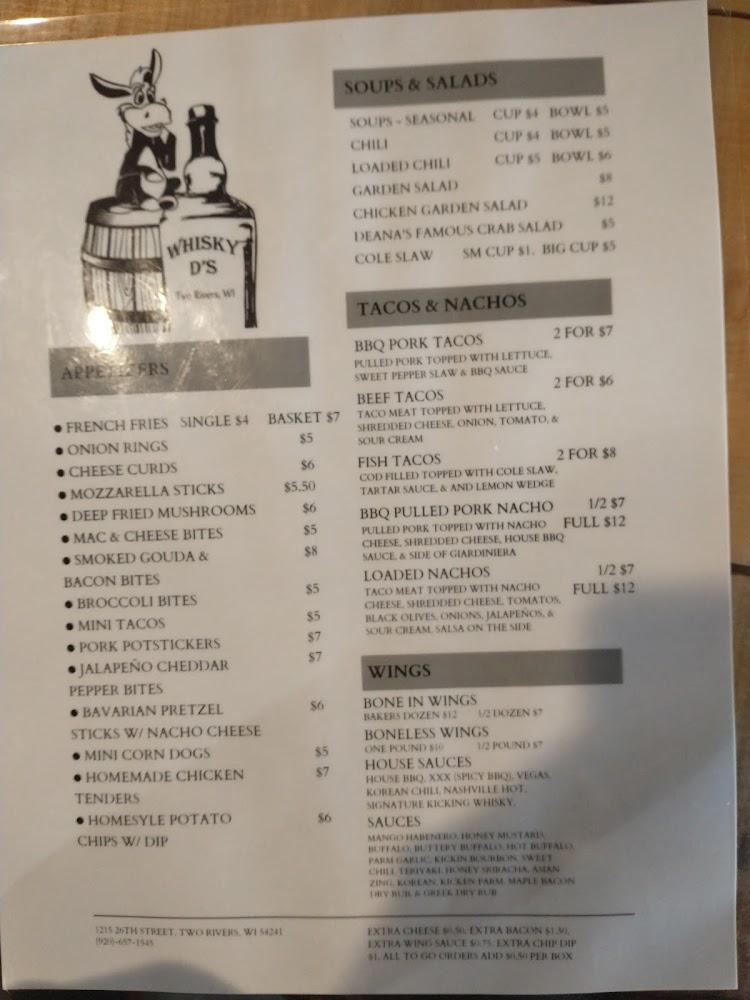 WHISKY
D'S
Two Rivers, WI
APPETIZERS
• FRENCH FRIES SINGLE $4 BASKET $7
• ONION RINGS $5
• CHEESE CURDS $6
• MOZZARELLA STICKS $5.50
• DEEP FRIED MUSHROOMS $6
• MAC & CHEESE BITES $5
• SMOKED GOUDA & $8
BACON BITES
• BROCCOLI BITES $5
• MINI TACOS $5
• PORK POTSTICKERS $7
• JALAPEÑO CHEDDAR $7
PEPPER BITES
• BAVARIAN PRETZEL $6
STICKS W/ NACHO CHEESE
• MINI CORN DOGS $5
• HOMEMADE CHICKEN $7
TENDERS
• HOMESYLE POTATO $6
CHIPS W/ DIP
SOUPS & SALADS
SOUPS - SEASONAL CUP $4 BOWL $5
CHILI CUP $4 BOWL $5
LOADED CHILI CUP $5 BOWL $6
GARDEN SALAD $8
CHICKEN GARDEN SALAD $12
DEANA'S FAMOUS CRAB SALAD $5
COLE SLAW SM CUP $1, BIG CUP $5
TACOS & NACHOS
BBQ PORK TACOS 2 FOR $7
PULLED PORK TOPPED WITH LETTUCE,
SWEET PEPPER SLAW & BBQ SAUCE
BEEF TACOS 2 FOR $6
TACO MEAT TOPPED WITH LETTUCE,
SHREDDED CHEESE, ONION, TOMATO, &
SOUR CREAM
FISH TACOS 2 FOR $8
COD FILLED TOPPED WITH COLE SLAW,
TARTAR SAUCE, & AND LEMON WEDGE
BBQ PULLED PORK NACHO 1/2 $7
PULLED PORK TOPPED WITH NACHO FULL $12
CHEESE, SHREDDED CHEESE, HOUSE BBQ
SAUCE, & SIDE OF GIARDINIERA
LOADED NACHOS 1/2 $7
TACO MEAT TOPPED WITH NACHO FULL $12
CHEESE, SHREDDED CHEESE, TOMATOS,
BLACK OLIVES, ONIONS, JALAPEÑOS, &
SOUR CREAM, SALSA ON THE SIDE
WINGS
BONE IN WINGS
BAKERS DOZEN $12 1/2 DOZEN $7
BONELESS WINGS
ONE POUND $10 1/2 POUND $7
HOUSE SAUCES
HOUSE BBQ, XXX (SPICY BBQ), VEGAS,
KOREAN CHILI, NASHVILLE HOT,
SIGNATURE KICKING WHISKY,
SAUCES
MANGO HABENERO, HONEY MUSTARD,
BUFFALO, BUTTERY BUFFALO, HOT BUFFALO,
PARM GARLIC, KICKIN BOURBON, SWEET
CHILI, TERIYAKI, HONEY SRIRACHA, ASIAN
ZING, KOREAN, KICKEN PARM, MAPLE BACON
DRY RUB, & GREEK DRY RUB
1215 26TH STREET, TWO RIVERS, WI 54241
(920)-657-1545
EXTRA CHEESE $0.50, EXTRA BACON $1.50,
EXTRA WING SAUCE $0.75, EXTRA CHIP DIP
$1, ALL TO GO ORDERS ADD $0.50 PER BOX